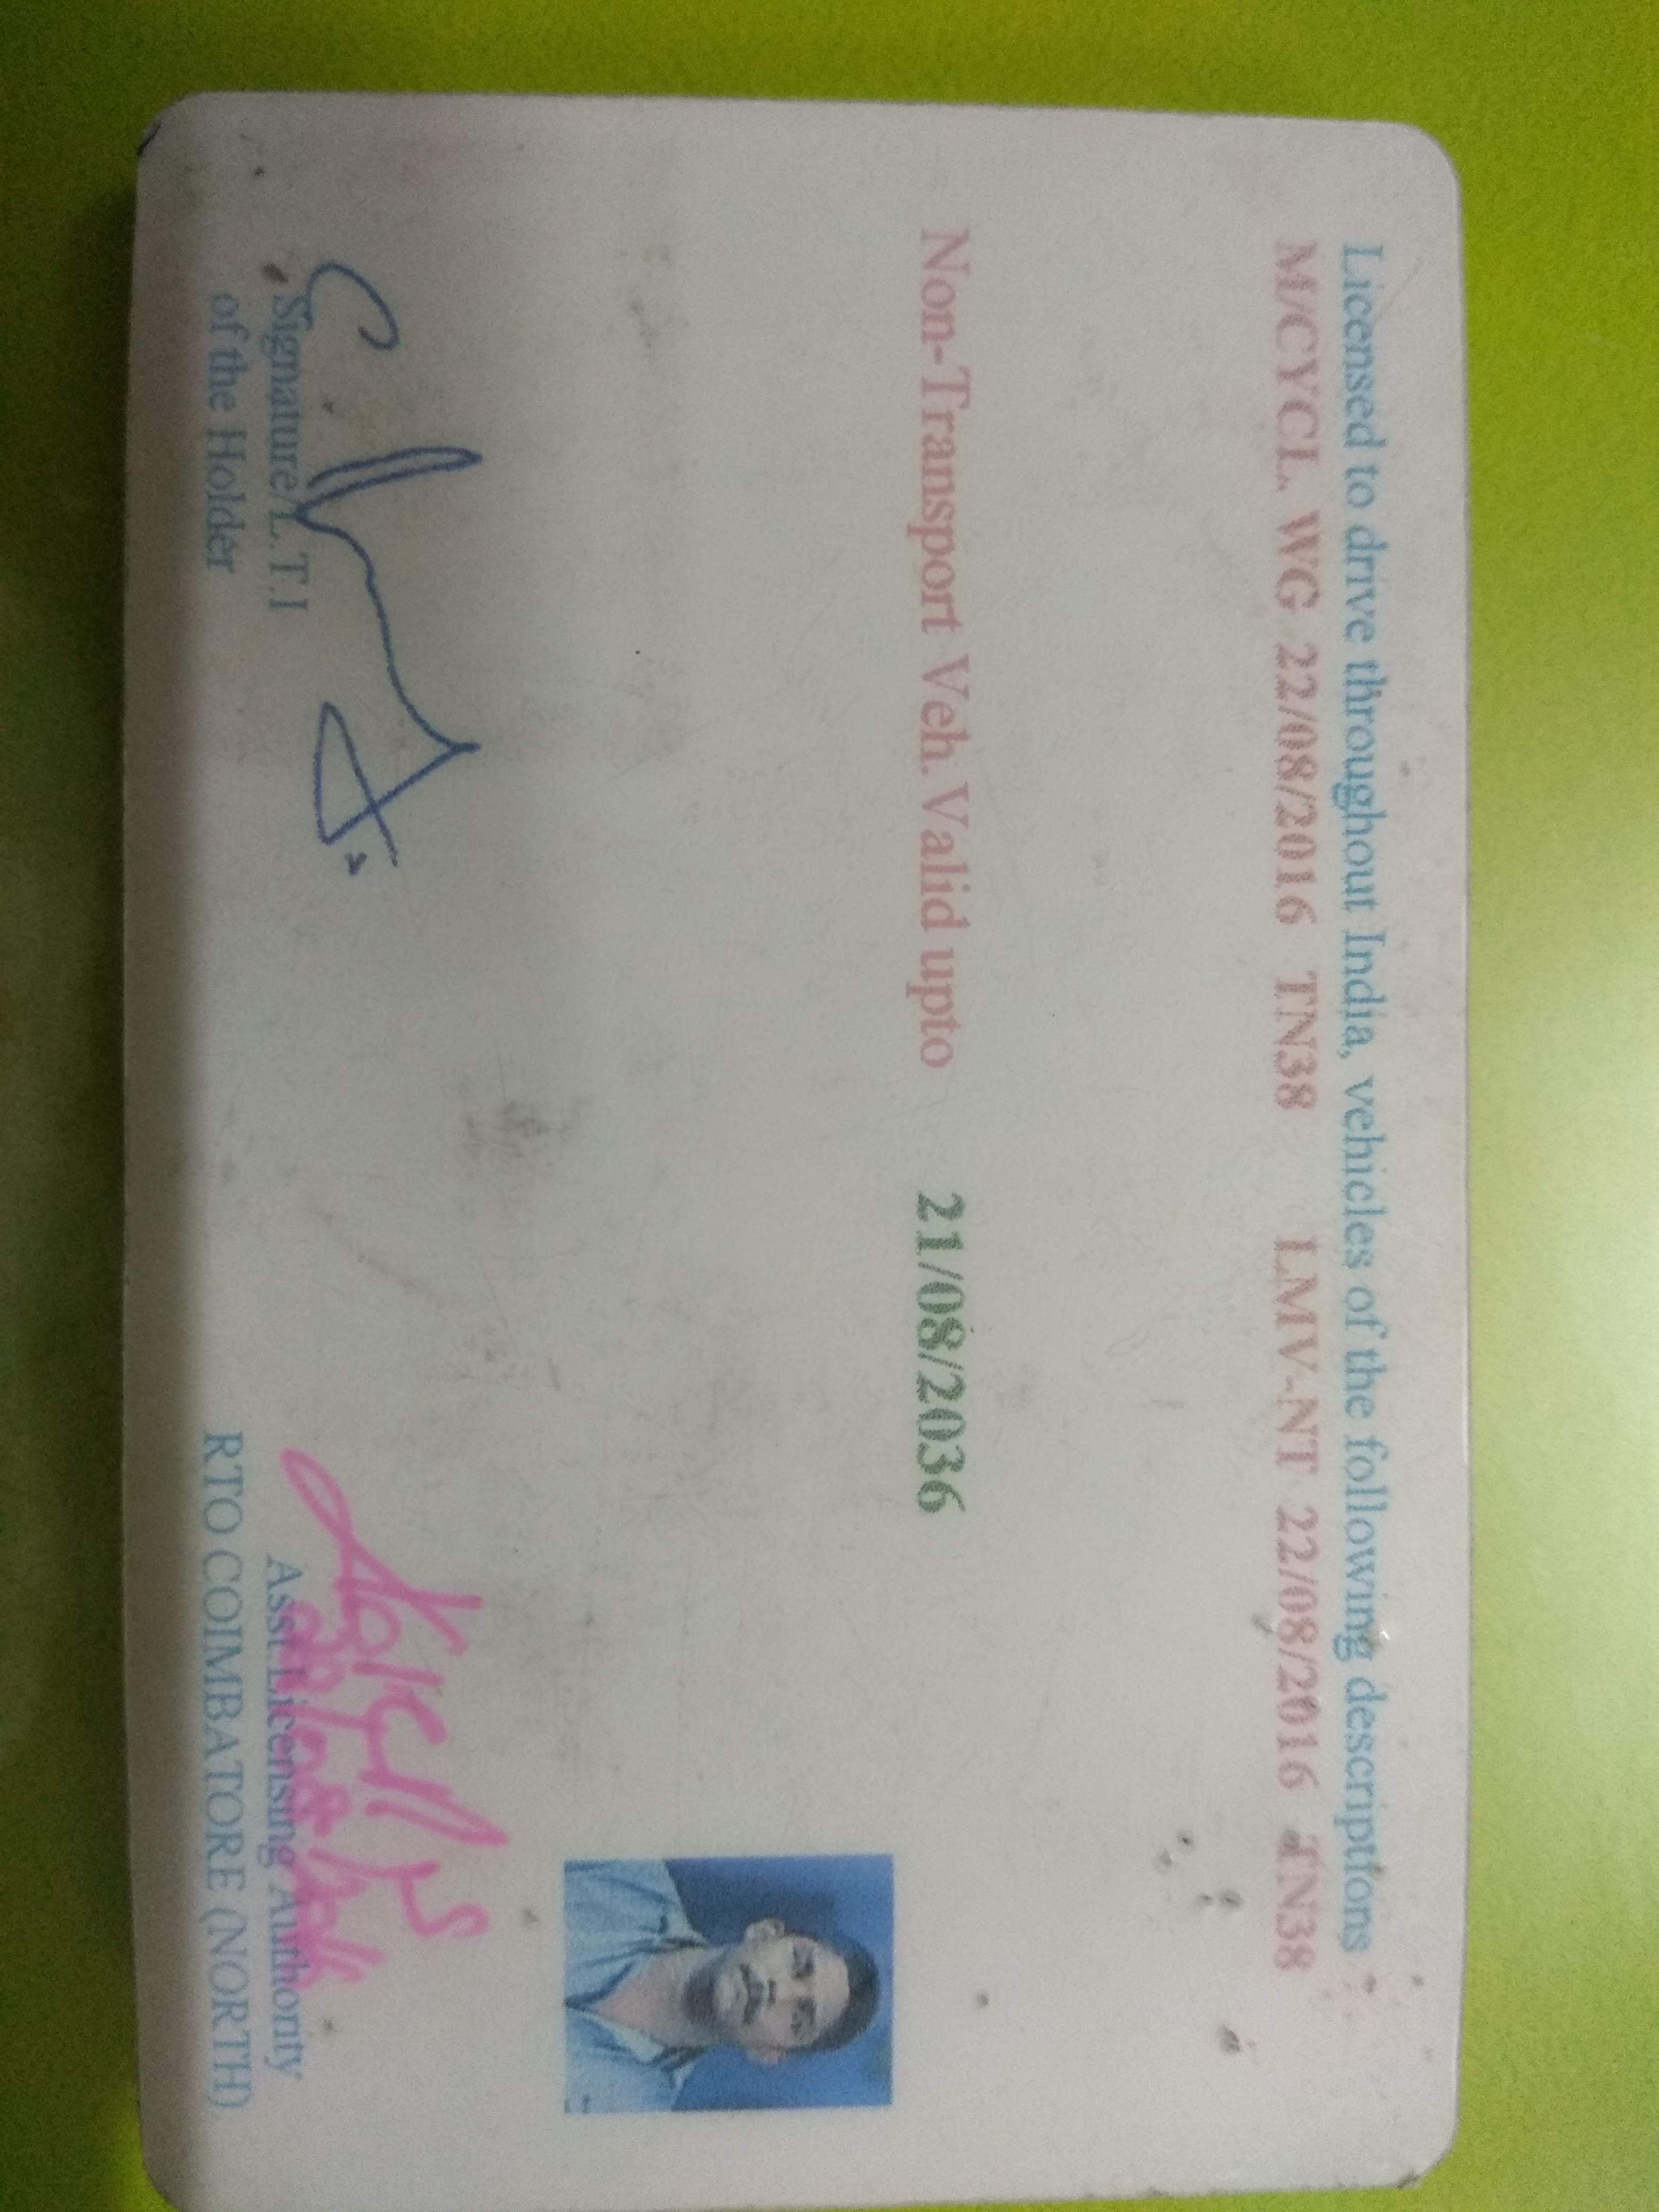 Licensed to drive throughout India, vehicles of the following descriptions :
M/CYCL. WG 22/08/2016 TN38 LMV-NT 22/08/2016 TN38
Non-Transport Veh. Valid upto 21/08/2036
Signature/L.T.I
of the Holder
Asst.Licensing Authority
RTO COIMBATORE (NORTH)